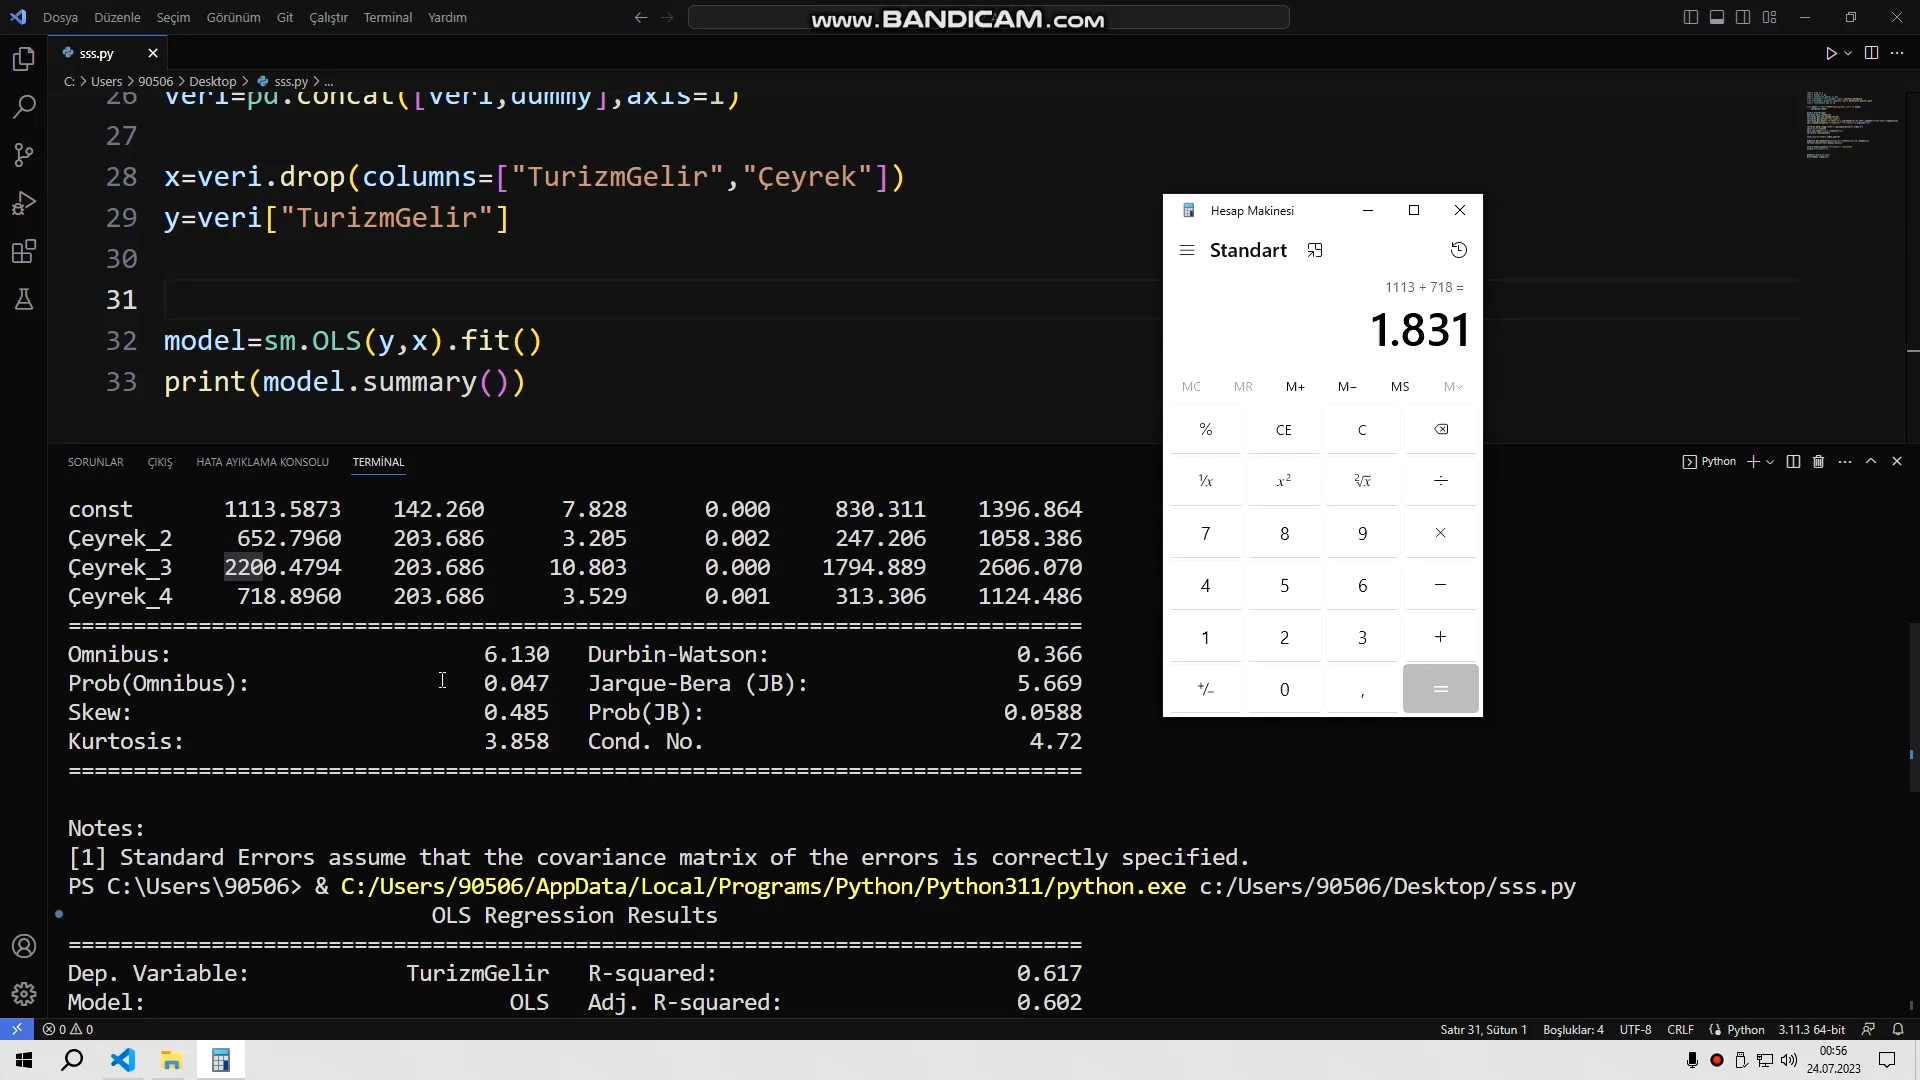 Dosya Düzenle Seçim Görünüm Git Çalıştır Terminal Yardım
www.BANDICAM.com
sss.py
C: > Users > 90506 > Desktop > sss.py > ...
26 veri=pd.concat([veri,dummy],axis=1)
27
28 x=veri.drop(columns=["TurizmGelir","Çeyrek"])
29 y=veri["TurizmGelir"]
30
31
32 model=sm.OLS(y,x).fit()
33 print(model.summary())
Hesap Makinesi
Standart
1113 + 718 =
1.831
MC MR M+ M− MS M
% CE C
¹/x x² ²√x ÷
7 8 9 ×
4 5 6 −
1 2 3 +
+/− 0 , =
SORUNLAR ÇIKIŞ HATA AYIKLAMA KONSOLU TERMİNAL
Python
const 1113.5873 142.260 7.828 0.000 830.311 1396.864
Çeyrek_2 652.7960 203.686 3.205 0.002 247.206 1058.386
Çeyrek_3 2200.4794 203.686 10.803 0.000 1794.889 2606.070
Çeyrek_4 718.8960 203.686 3.529 0.001 313.306 1124.486
==============================================================================
Omnibus: 6.130 Durbin-Watson: 0.366
Prob(Omnibus): 0.047 Jarque-Bera (JB): 5.669
Skew: 0.485 Prob(JB): 0.0588
Kurtosis: 3.858 Cond. No. 4.72
==============================================================================
Notes:
[1] Standard Errors assume that the covariance matrix of the errors is correctly specified.
PS C:\Users\90506> & C:/Users/90506/AppData/Local/Programs/Python/Python311/python.exe c:/Users/90506/Desktop/sss.py
OLS Regression Results
==============================================================================
Dep. Variable: TurizmGelir R-squared: 0.617
Model: OLS Adj. R-squared: 0.602
0 0
Satır 31, Sütun 1 Boşluklar: 4 UTF-8 CRLF Python 3.11.3 64-bit
00:56
24.07.2023